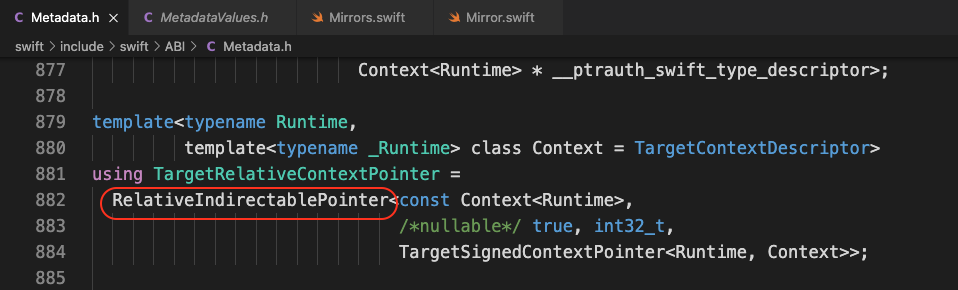 Metadata.h × MetadataValues.h Mirrors.swift Mirror.swift
swift > include > swift > ABI > C Metadata.h
877 Context<Runtime> * __ptrauth_swift_type_descriptor>;
878
879 template<typename Runtime,
880 template<typename _Runtime> class Context = TargetContextDescriptor>
881 using TargetRelativeContextPointer =
882 RelativeIndirectablePointer<const Context<Runtime>,
883 /*nullable*/ true, int32_t,
884 TargetSignedContextPointer<Runtime, Context>>;
885